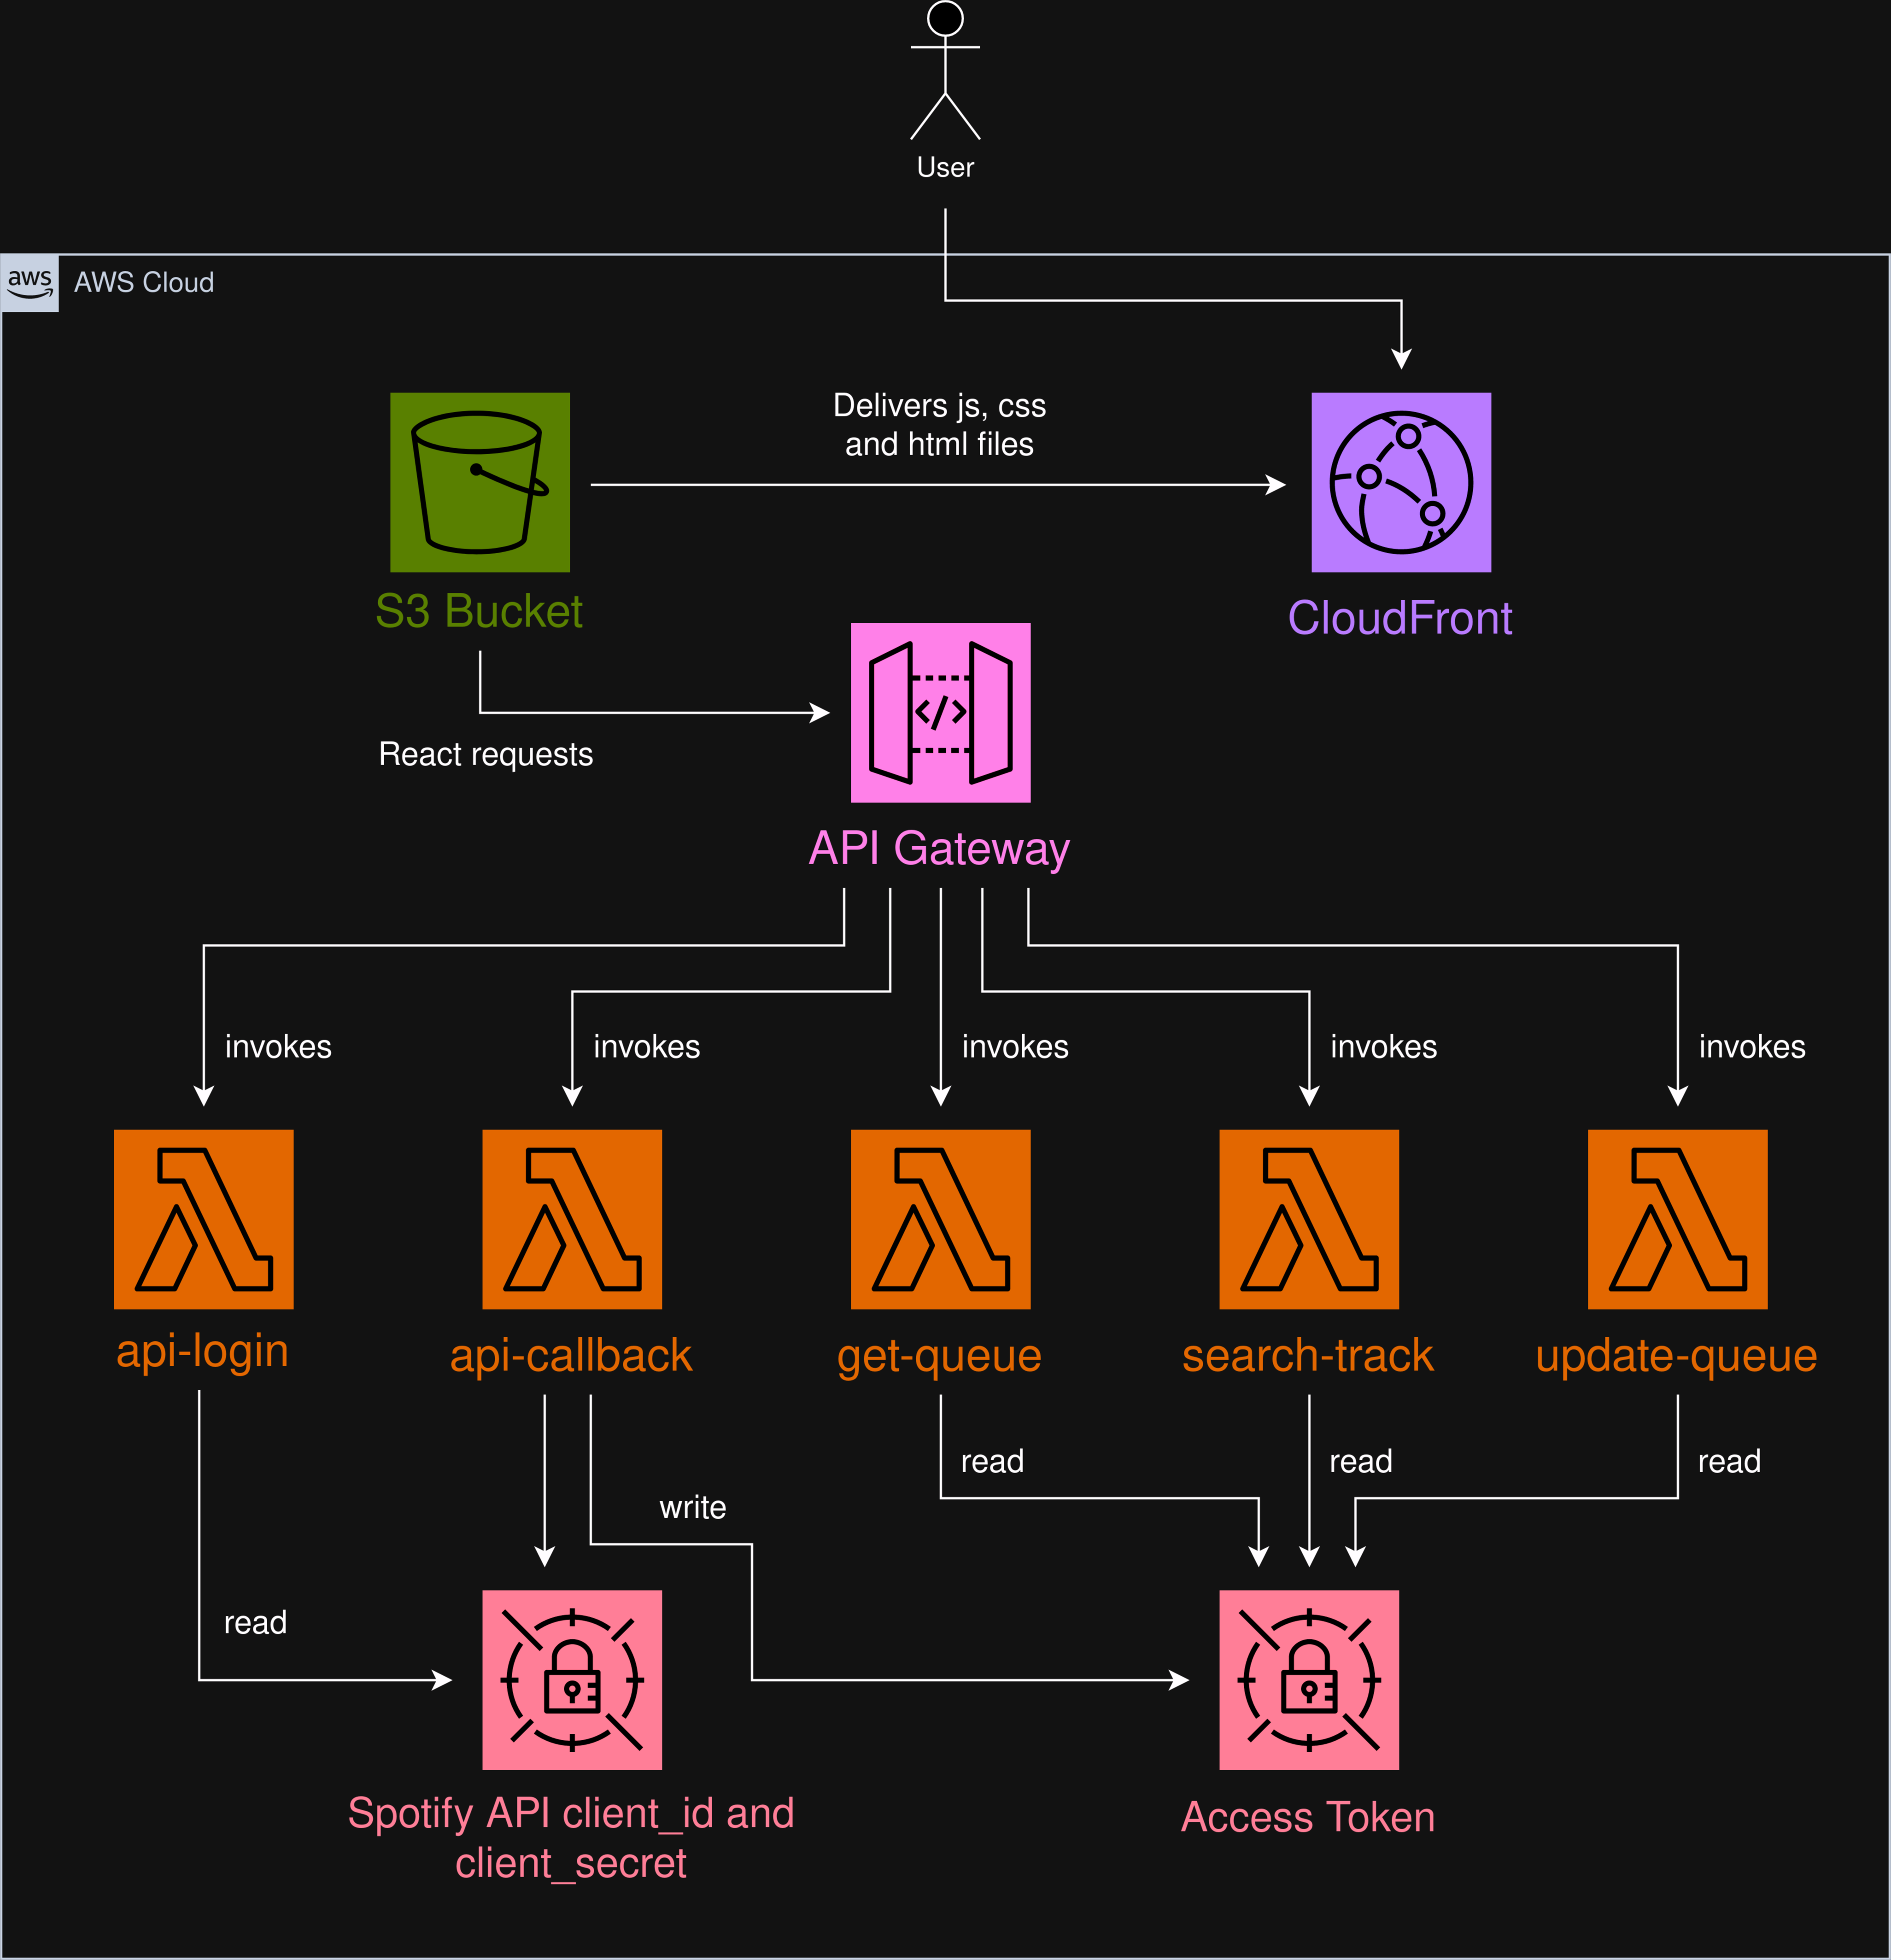 User
aws
AWS Cloud
Delivers js, css
and html files
S3 Bucket
CloudFront
React requests
API Gateway
invokes
invokes
invokes
invokes
invokes
api-login
api-callback
get-queue
search-track
update-queue
read
read
read
write
read
Spotify API client_id and
client_secret
Access Token